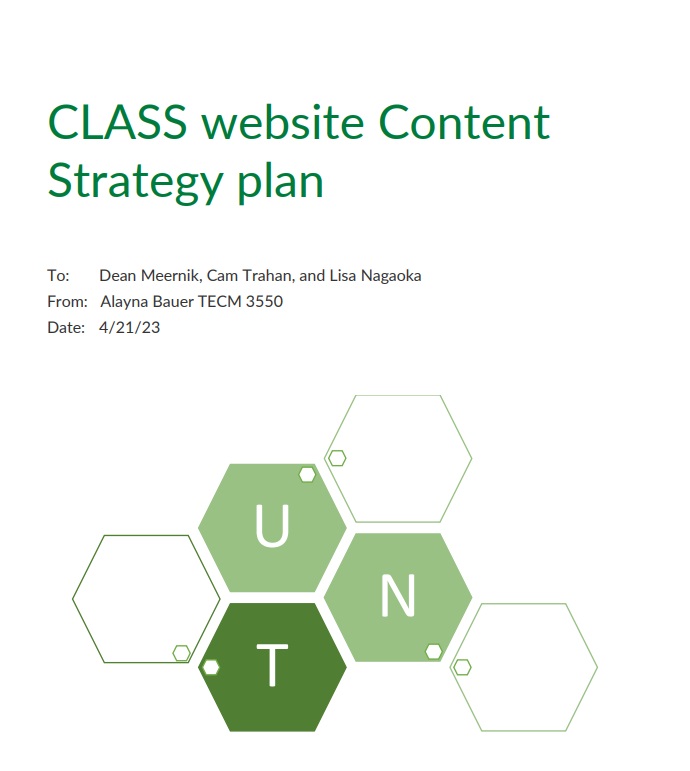 CLASS website Content
Strategy plan
To: Dean Meernik, Cam Trahan, and Lisa Nagaoka
From: Alayna Bauer TECM 3550
Date: 4/21/23
U
N
T